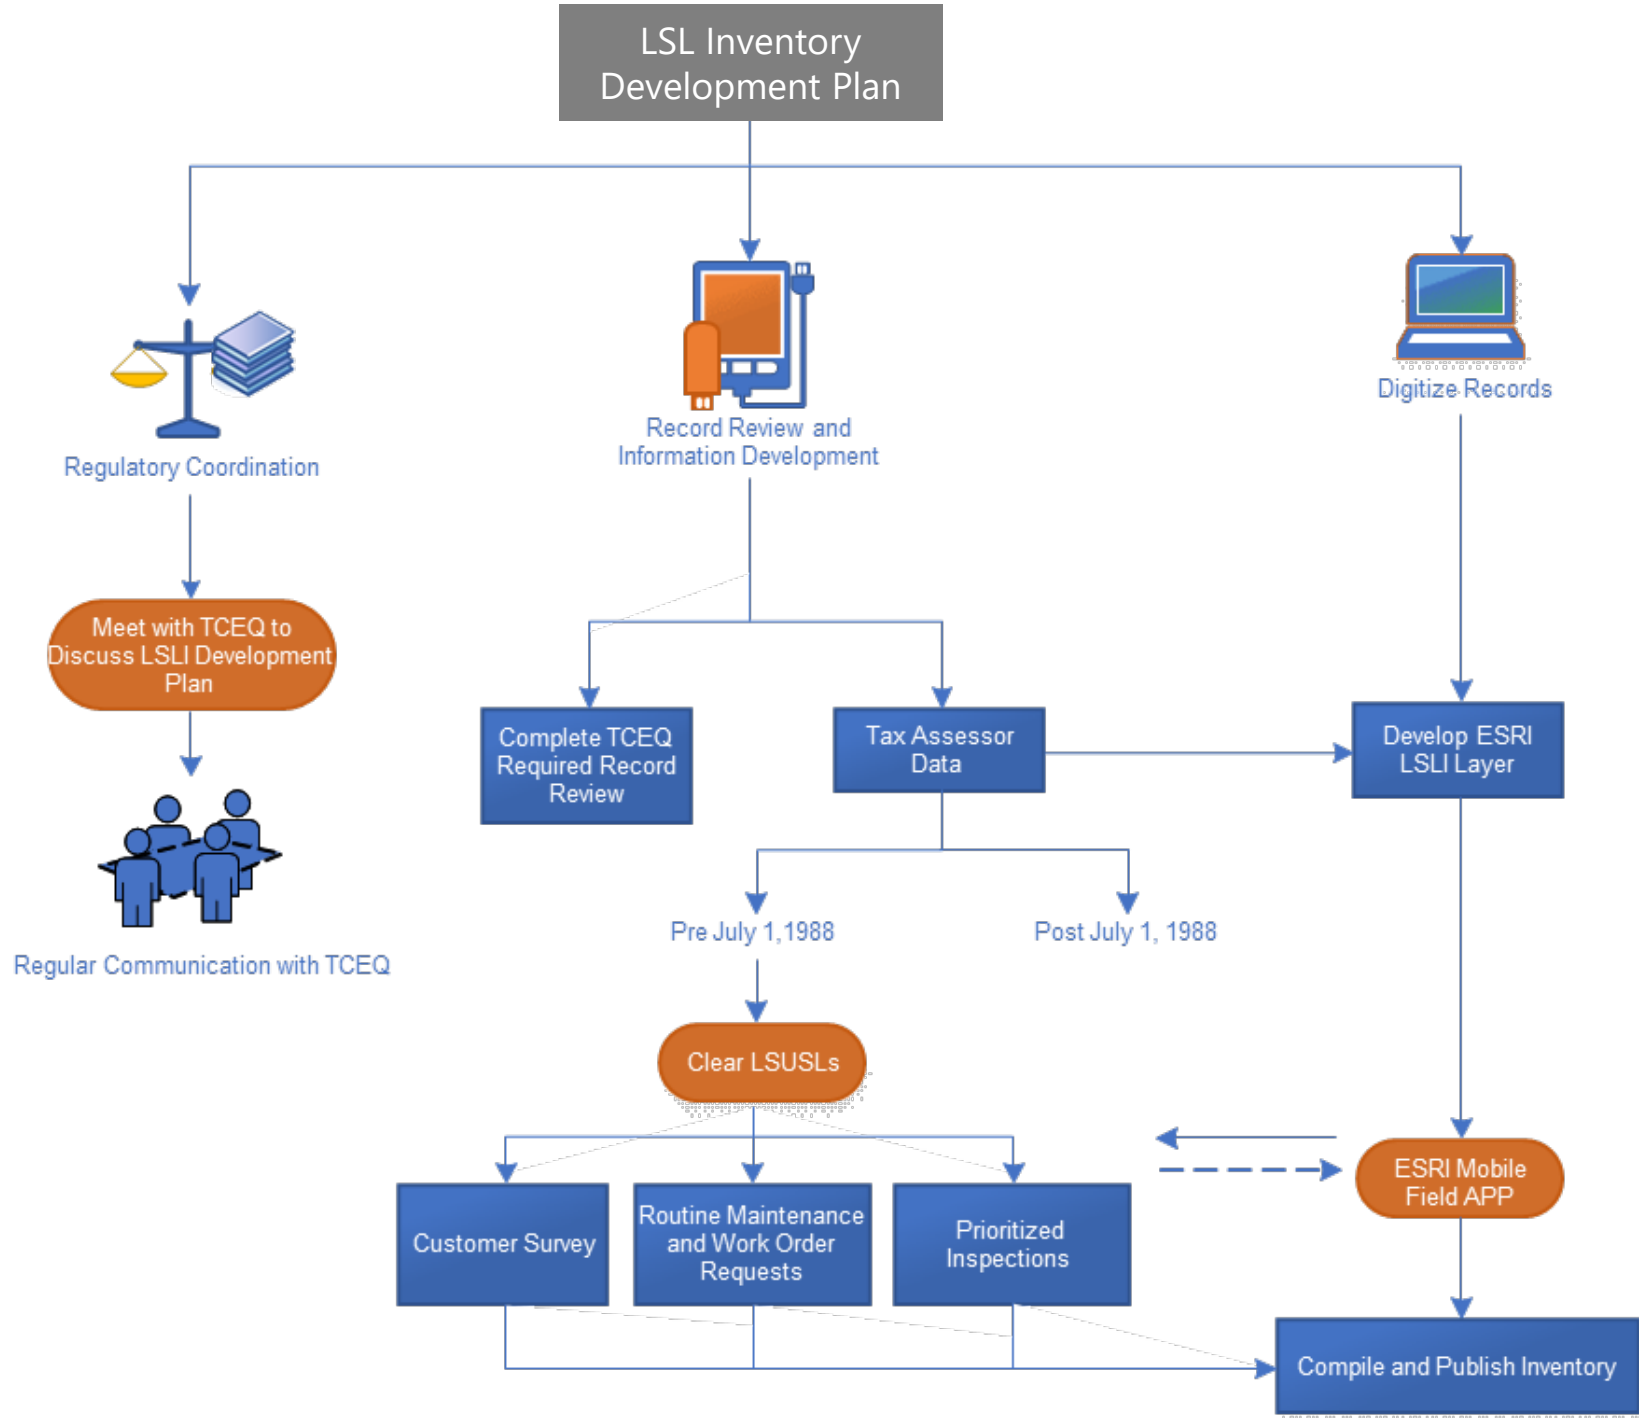 LSL Inventory
Development Plan
Regulatory Coordination
Record Review and
Information Development
Digitize Records
Meet with TCEQ to
Discuss LSLI Development
Plan
Complete TCEQ
Required Record
Review
Tax Assessor
Data
Develop ESRI
LSLI Layer
Regular Communication with TCEQ
Pre July 1,1988
Post July 1, 1988
Clear LSUSLs
ESRI Mobile
Field APP
Customer Survey
Routine Maintenance
and Work Order
Requests
Prioritized
Inspections
Compile and Publish Inventory